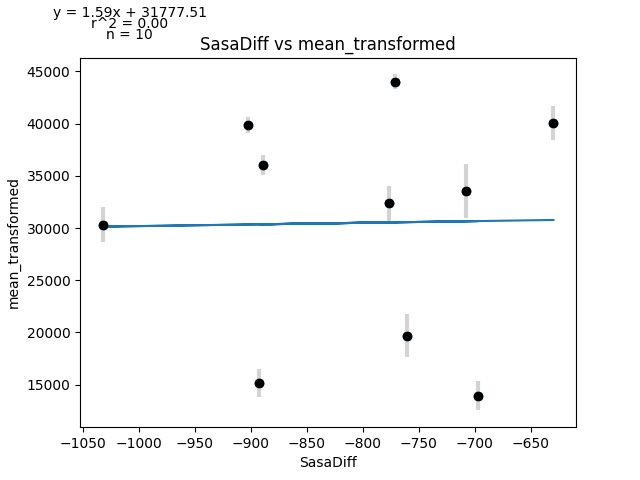 y = 1.59x + 31777.51
r^2 = 0.00
n = 10
SasaDiff vs mean_transformed
45000
40000
35000
30000
25000
20000
15000
mean_transformed
−1050 −1000 −950 −900 −850 −800 −750 −700 −650
SasaDiff